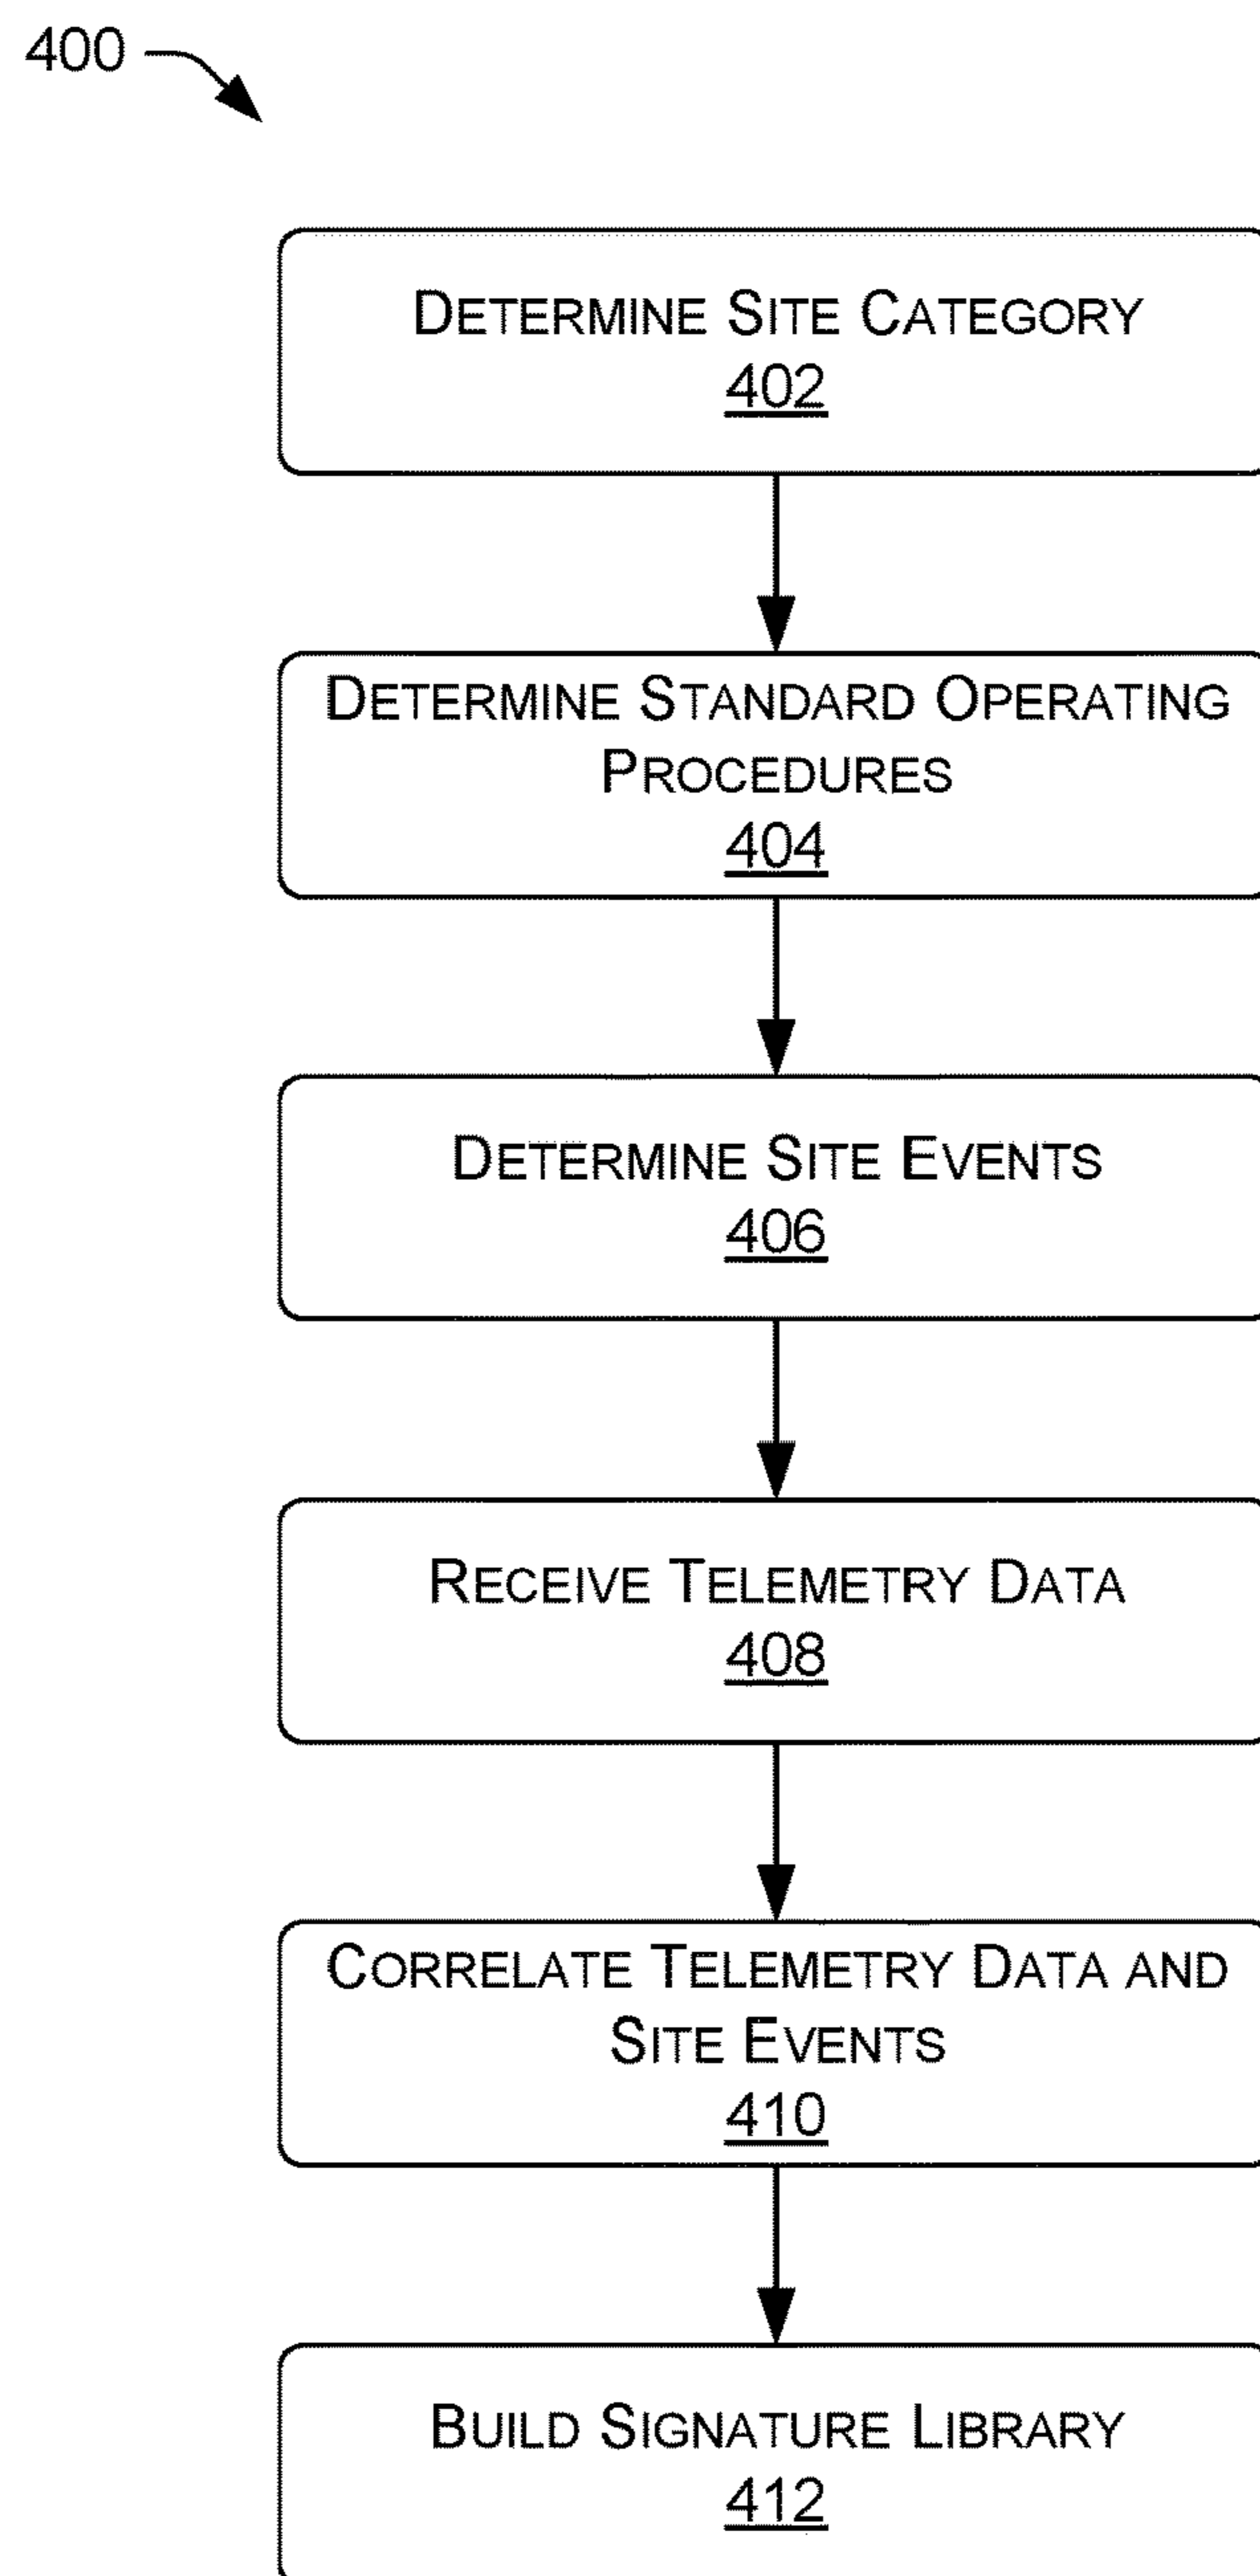 400
DETERMINE SITE CATEGORY
402
DETERMINE STANDARD OPERATING
PROCEDURES
404
DETERMINE SITE EVENTS
406
RECEIVE TELEMETRY DATA
408
CORRELATE TELEMETRY DATA AND
SITE EVENTS
410
BUILD SIGNATURE LIBRARY
412